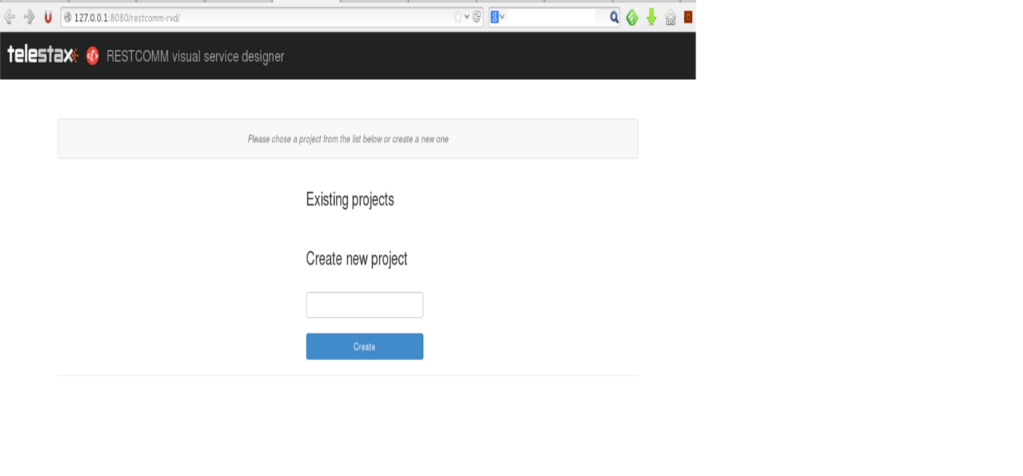 127.0.0.1:8080/restcomm-rvd/
telestax RESTCOMM visual service designer
Please chose a project from the list below or create a new one
Existing projects
Create new project
Create